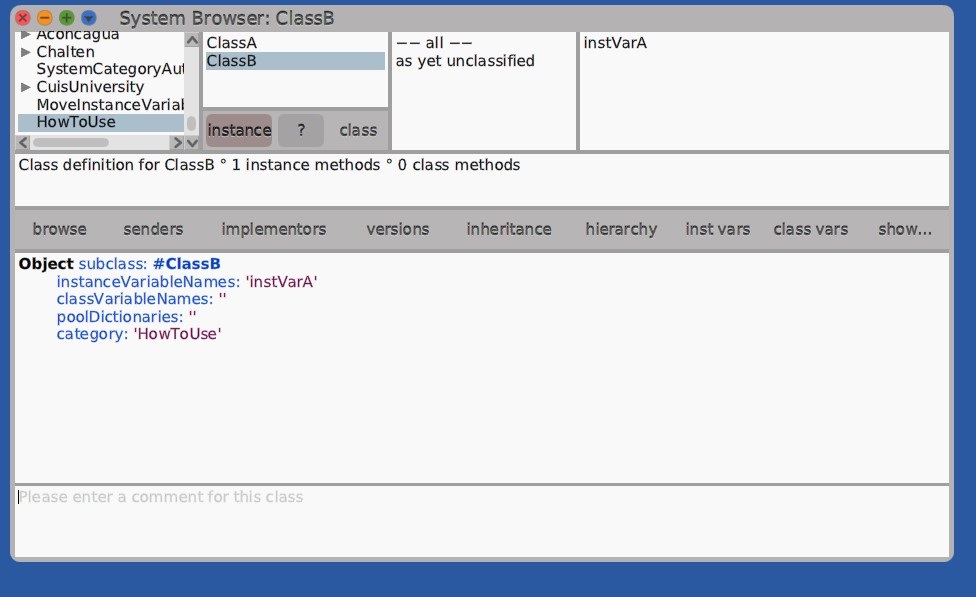 System Browser: ClassB
Aconcagua
Chalten
SystemCategoryAut
CuisUniversity
MoveInstanceVariab
HowToUse
ClassA
ClassB
instance ? class
-- all --
as yet unclassified
instVarA
Class definition for ClassB ° 1 instance methods ° 0 class methods
browse senders implementors versions inheritance hierarchy inst vars class vars show...
Object subclass: #ClassB
instanceVariableNames: 'instVarA'
classVariableNames: ''
poolDictionaries: ''
category: 'HowToUse'
Please enter a comment for this class